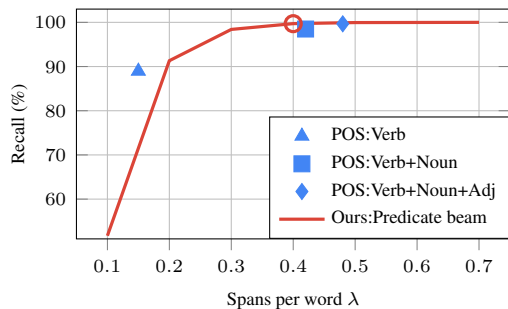 100
90
80
70
60
Recall (%)
POS:Verb
POS:Verb+Noun
POS:Verb+Noun+Adj
Ours:Predicate beam
0.1 0.2 0.3 0.4 0.5 0.6 0.7
Spans per word λ